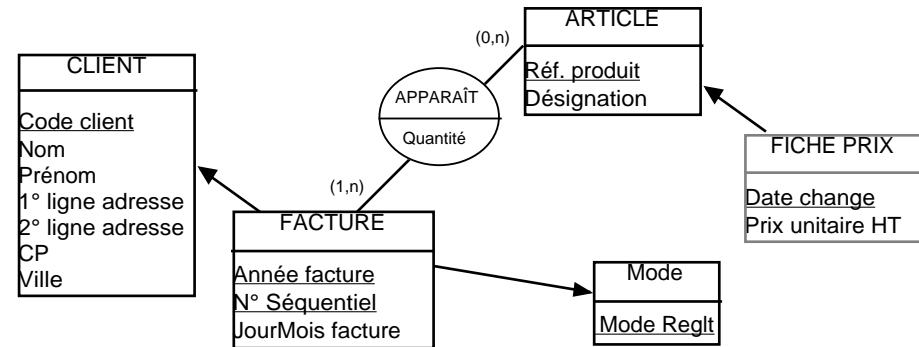 ARTICLE
Réf. produit
Désignation
(0,n)
CLIENT
Code client
Nom
Prénom
1° ligne adresse
2° ligne adresse
CP
Ville
APPARAÎT
Quantité
(1,n)
FICHE PRIX
Date change
Prix unitaire HT
FACTURE
Année facture
N° Séquentiel
JourMois facture
Mode
Mode Reglt